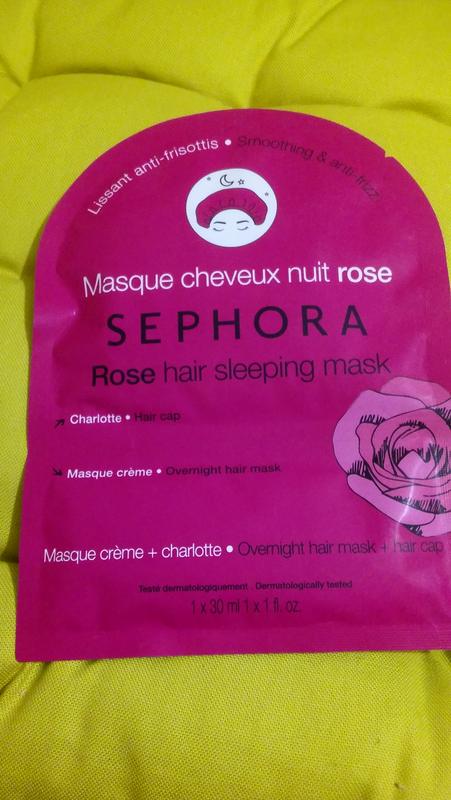 Lissant anti-frisottis • Smoothing & anti-frizz
Masque cheveux nuit rose
SEPHORA
Rose hair sleeping mask
Charlotte • Hair cap
Masque crème • Overnight hair mask
Masque crème + charlotte • Overnight hair mask + hair cap
Testé dermatologiquement . Dermatologically tested
1 x 30 ml 1 x 1 fl. oz.